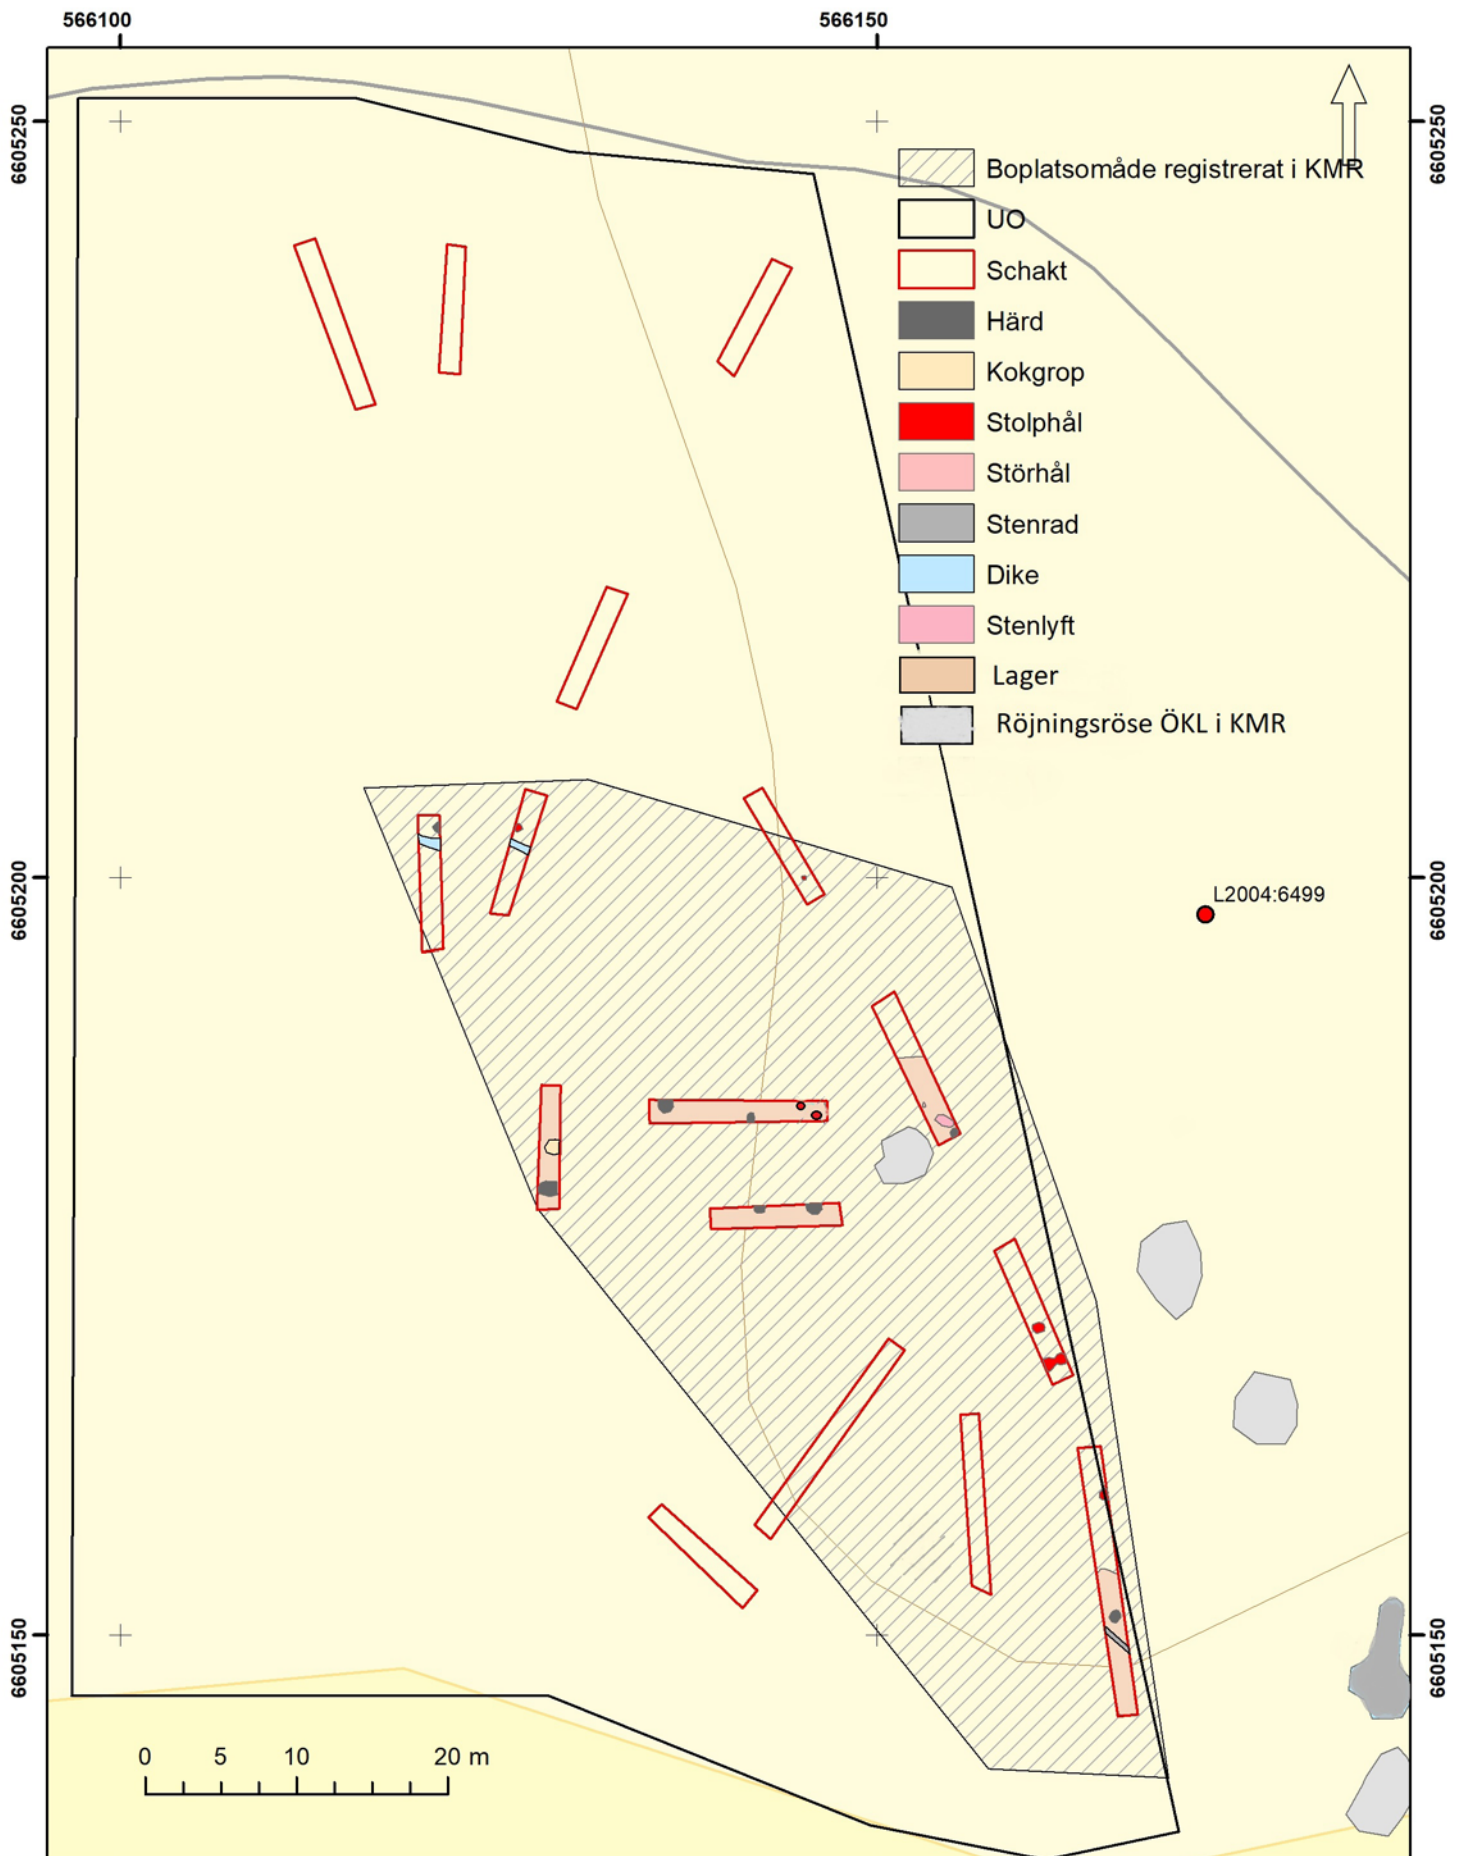 566100
566150
6605250
6605250
Boplatsomåde registrerat i KMR
UO
Schakt
Härd
Kokgrop
Stolphål
Störhål
Stenrad
Dike
Stenlyft
Lager
Röjningsröse ÖKL i KMR
6605200
6605200
L2004:6499
6605150
6605150
0 5 10 20 m